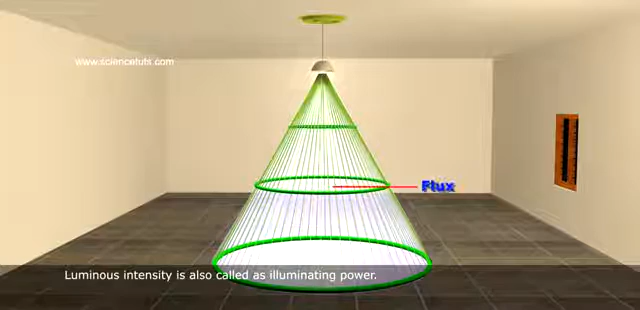 www.sciencetuts.com
Flux
Luminous intensity is also called as illuminating power.